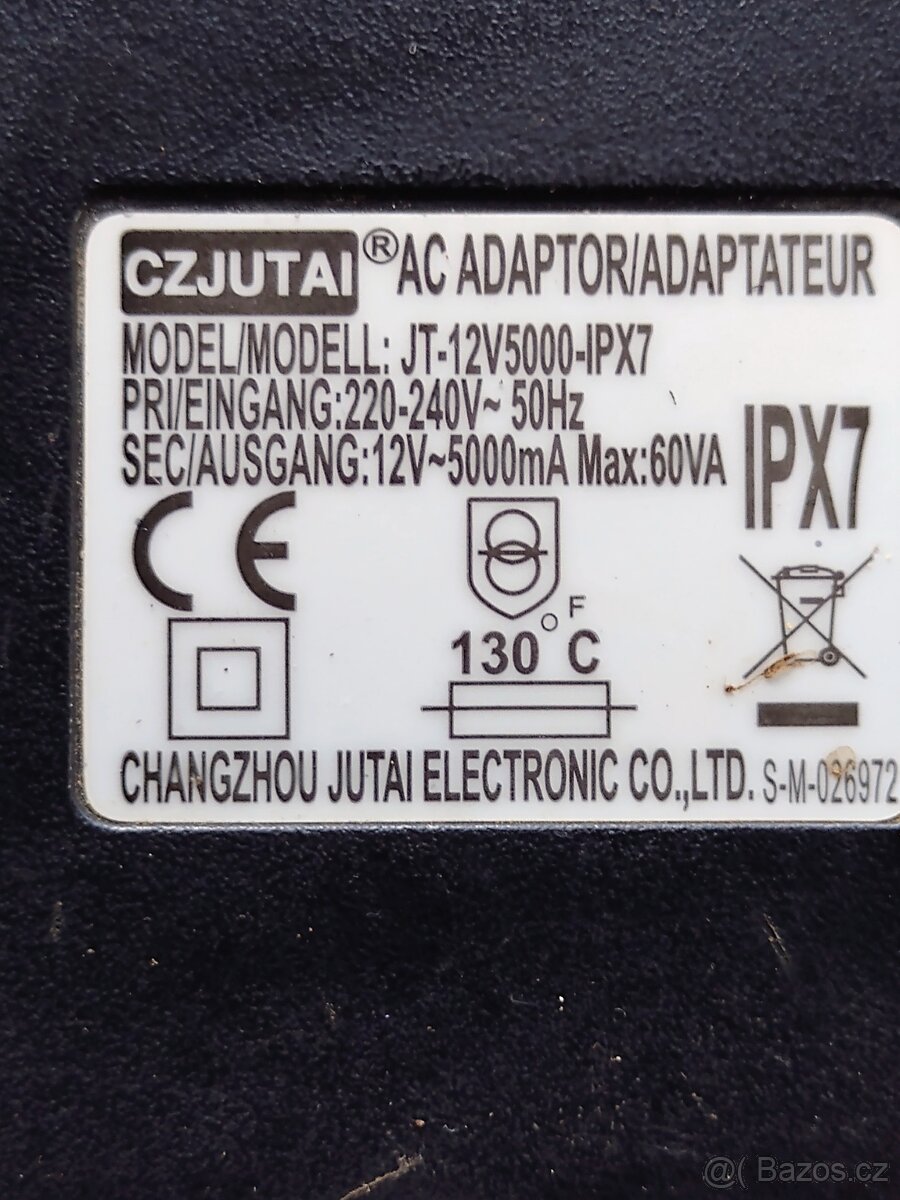 CZJUTAI® AC ADAPTOR/ADAPTATEUR
MODEL/MODELL: JT-12V5000-IPX7
PRI/EINGANG:220-240V~ 50Hz
SEC/AUSGANG:12V~5000mA Max:60VA
IPX7
CE
F
130°C
CHANGZHOU JUTAI ELECTRONIC CO.,LTD. S-M-026972
@( Bazos.cz